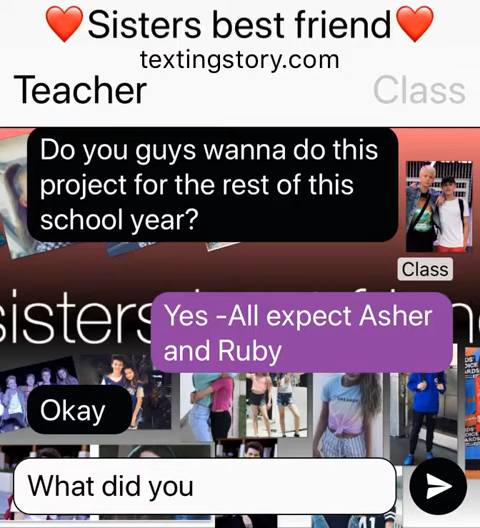 ❤️Sisters best friend❤️
textingstory.com
Teacher Class
Do you guys wanna do this
project for the rest of this
school year?
Class
sisters
Yes -All expect Asher
and Ruby
Okay
What did you